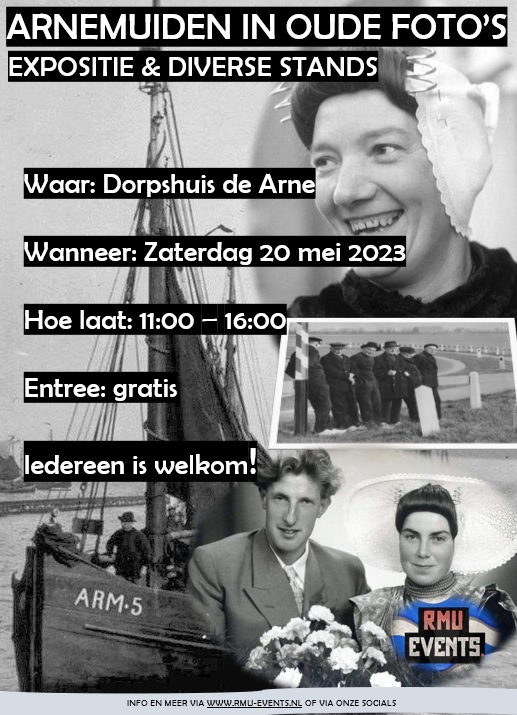 ARNEMUIDEN IN OUDE FOTO'S
EXPOSITIE & DIVERSE STANDS
Waar: Dorpshuis de Arne
Wanneer: Zaterdag 20 mei 2023
Hoe laat: 11:00 – 16:00
Entree: gratis
Iedereen is welkom!
ARM·5
RMU
EVENTS
INFO EN MEER VIA WWW.RMU-EVENTS.NL OF VIA ONZE SOCIALS